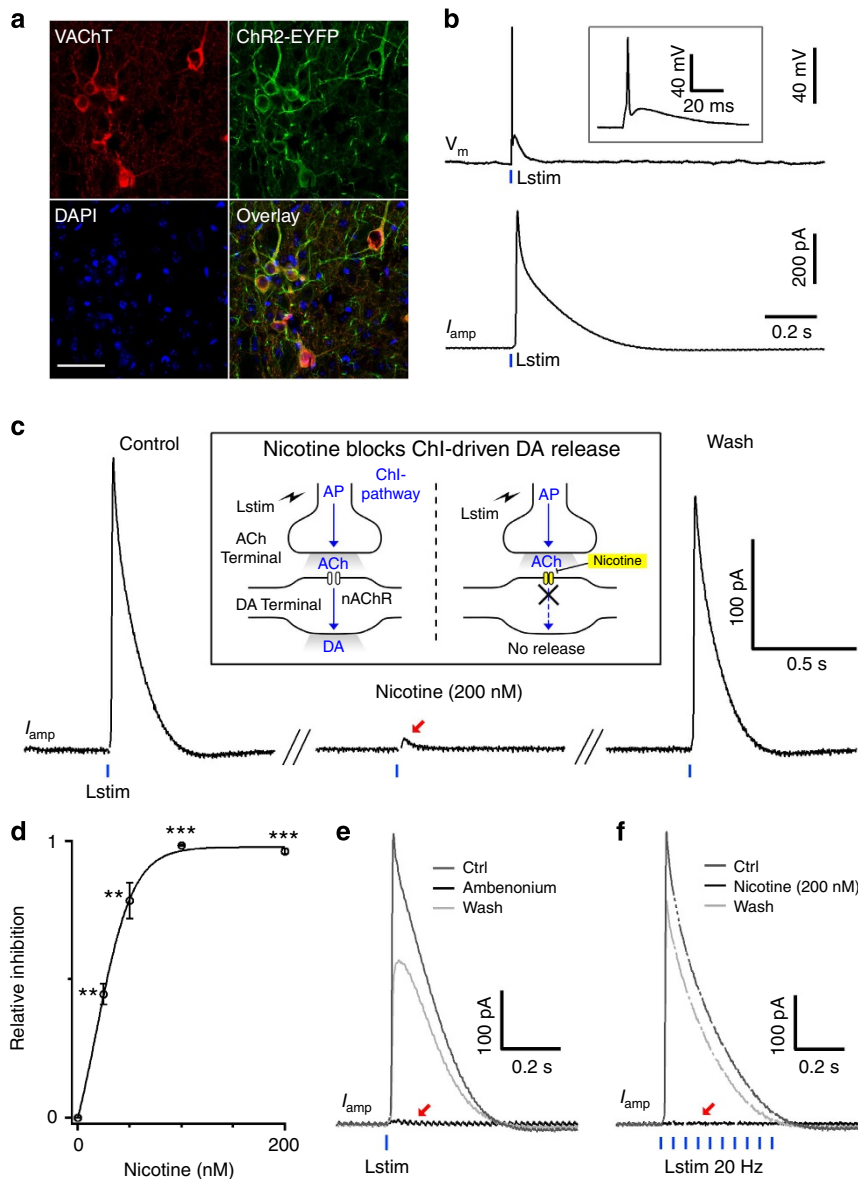 a
VAChT
ChR2-EYFP
DAPI
Overlay
b
40 mV
20 ms
40 mV
Vm
Lstim
200 pA
Iamp
0.2 s
Lstim
c
Control
Wash
Nicotine blocks ChI-driven DA release
Lstim
AP
ChI-
pathway
ACh
Terminal
ACh
DA Terminal
nAChR
DA
Lstim
AP
ACh
Nicotine
No release
100 pA
0.5 s
Nicotine (200 nM)
Iamp
Lstim
d
Relative inhibition
1
0
**
**
***
***
0
200
Nicotine (nM)
e
Ctrl
Ambenonium
Wash
100 pA
0.2 s
Iamp
Lstim
f
Ctrl
Nicotine (200 nM)
Wash
100 pA
0.2 s
Iamp
Lstim 20 Hz